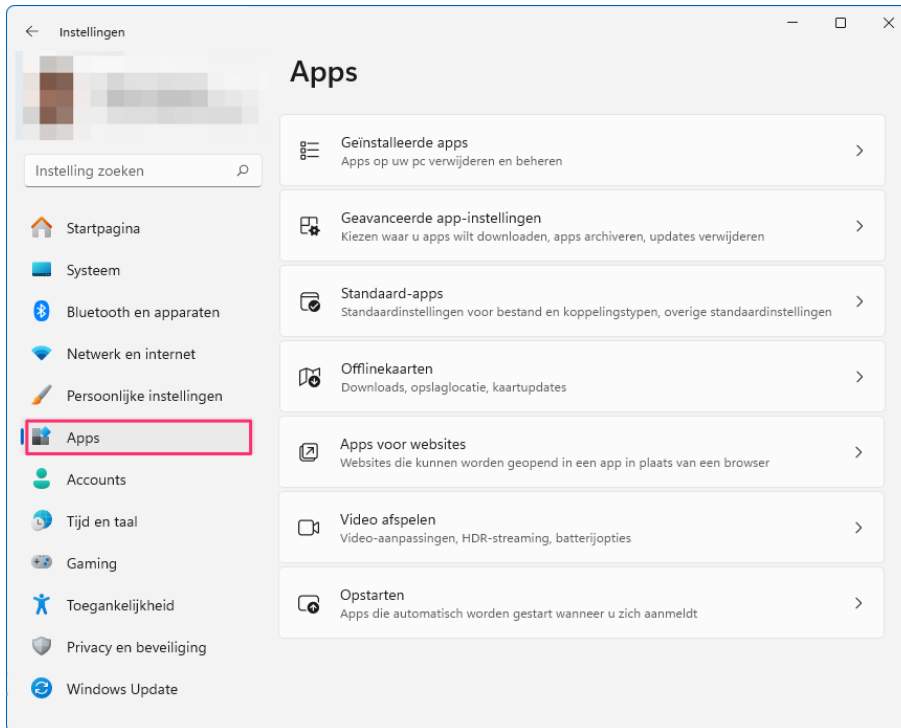 Instellingen
Apps
Instelling zoeken
Startpagina
Systeem
Bluetooth en apparaten
Netwerk en internet
Persoonlijke instellingen
Apps
Accounts
Tijd en taal
Gaming
Toegankelijkheid
Privacy en beveiliging
Windows Update
Geïnstalleerde apps
Apps op uw pc verwijderen en beheren
Geavanceerde app-instellingen
Kiezen waar u apps wilt downloaden, apps archiveren, updates verwijderen
Standaard-apps
Standaardinstellingen voor bestand en koppelingstypen, overige standaardinstellingen
Offlinekaarten
Downloads, opslaglocatie, kaartupdates
Apps voor websites
Websites die kunnen worden geopend in een app in plaats van een browser
Video afspelen
Video-aanpassingen, HDR-streaming, batterijopties
Opstarten
Apps die automatisch worden gestart wanneer u zich aanmeldt